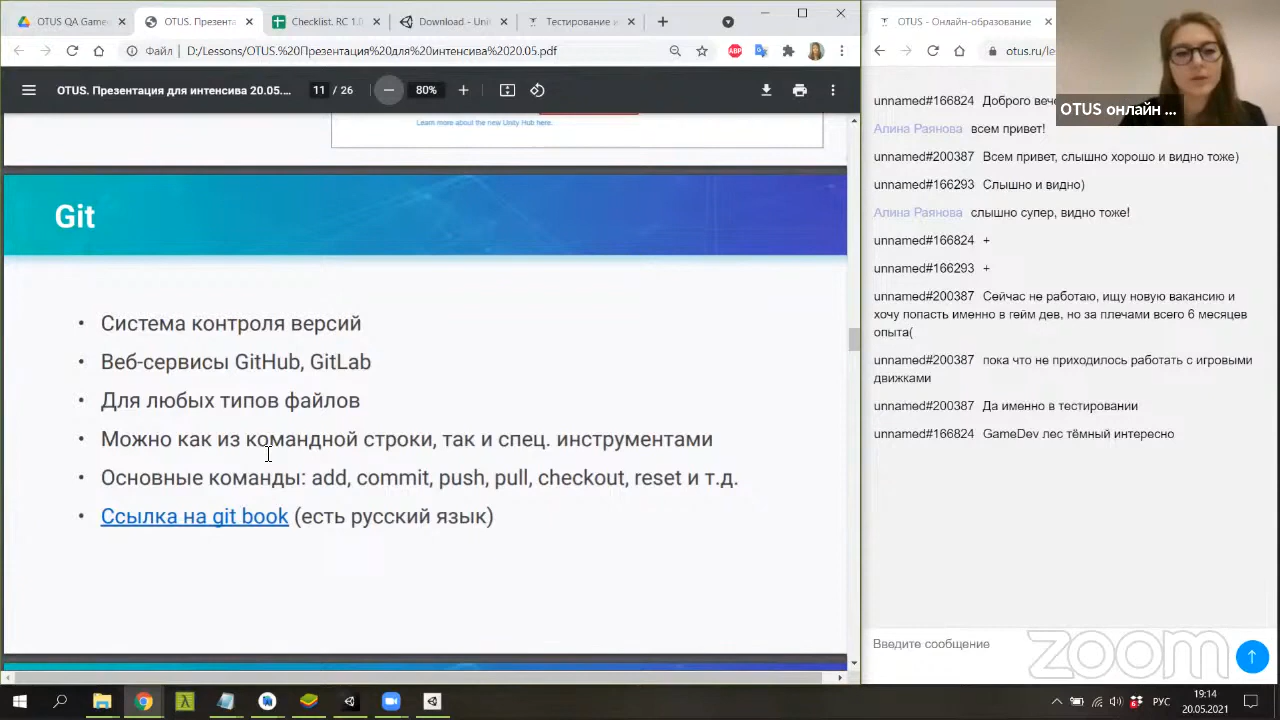 OTUS QA Game
OTUS. Презента
Checklist. RC 1.0
Download - Uni
Тестирование и
OTUS - Онлайн-образование
Файл
D:/Lessons/OTUS.%20Презентация%20для%20интенсива%2020.05.pdf
ABP
otus.ru/le
OTUS. Презентация для интенсива 20.05....
11 / 26
80%
OTUS онлайн ...
Learn more about the new Unity Hub here.
Git
• Система контроля версий
• Веб-сервисы GitHub, GitLab
• Для любых типов файлов
• Можно как из командной строки, так и спец. инструментами
• Основные команды: add, commit, push, pull, checkout, reset и т.д.
• Ссылка на git book (есть русский язык)
unnamed#166824 Доброго вече
Алина Раянова всем привет!
unnamed#200387 Всем привет, слышно хорошо и видно тоже)
unnamed#166293 Слышно и видно)
Алина Раянова слышно супер, видно тоже!
unnamed#166824 +
unnamed#166293 +
unnamed#200387 Сейчас не работаю, ищу новую вакансию и
хочу попасть именно в гейм дев, но за плечами всего 6 месяцев
опыта(
unnamed#200387 пока что не приходилось работать с игровыми
движками
unnamed#200387 Да именно в тестировании
unnamed#166824 GameDev лес тёмный интересно
Введите сообщение
zoom
РУС
19:14
20.05.2021